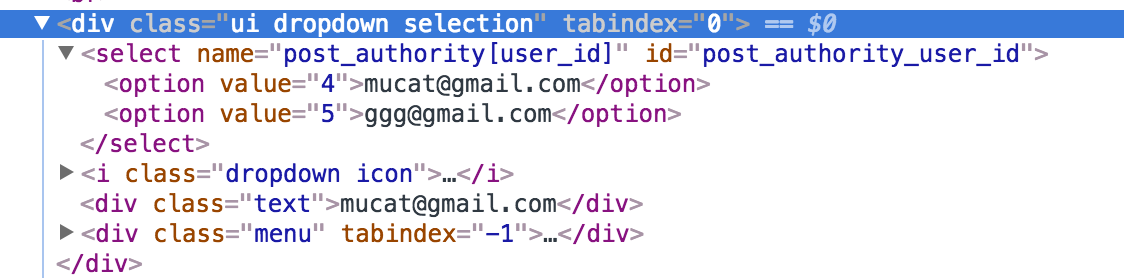 ▼<div class="ui dropdown selection" tabindex="0"> == $0
▼<select name="post_authority[user_id]" id="post_authority_user_id">
<option value="4">mucat@gmail.com</option>
<option value="5">ggg@gmail.com</option>
</select>
▶<i class="dropdown icon">…</i>
<div class="text">mucat@gmail.com</div>
▶<div class="menu" tabindex="-1">…</div>
</div>